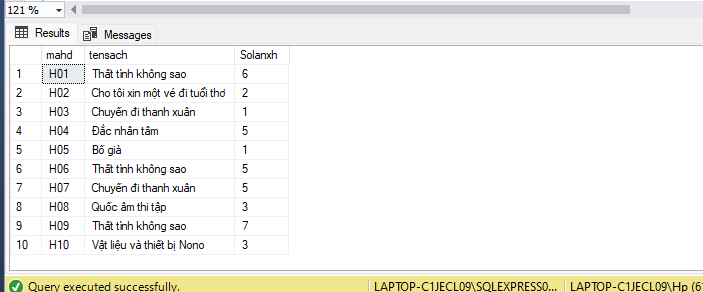 121 %
Results Messages
mahd tensach Solanxh
1 H01 Thất tình không sao 6
2 H02 Cho tôi xin một vé đi tuổi thơ 2
3 H03 Chuyến đi thanh xuân 1
4 H04 Đắc nhân tâm 5
5 H05 Bố già 1
6 H06 Thất tình không sao 5
7 H07 Chuyến đi thanh xuân 5
8 H08 Quốc âm thi tập 3
9 H09 Thất tình không sao 7
10 H10 Vật liệu và thiết bị Nono 3
Query executed successfully. LAPTOP-C1JECL09\SQLEXPRESS0... LAPTOP-C1JECL09\Hp (6